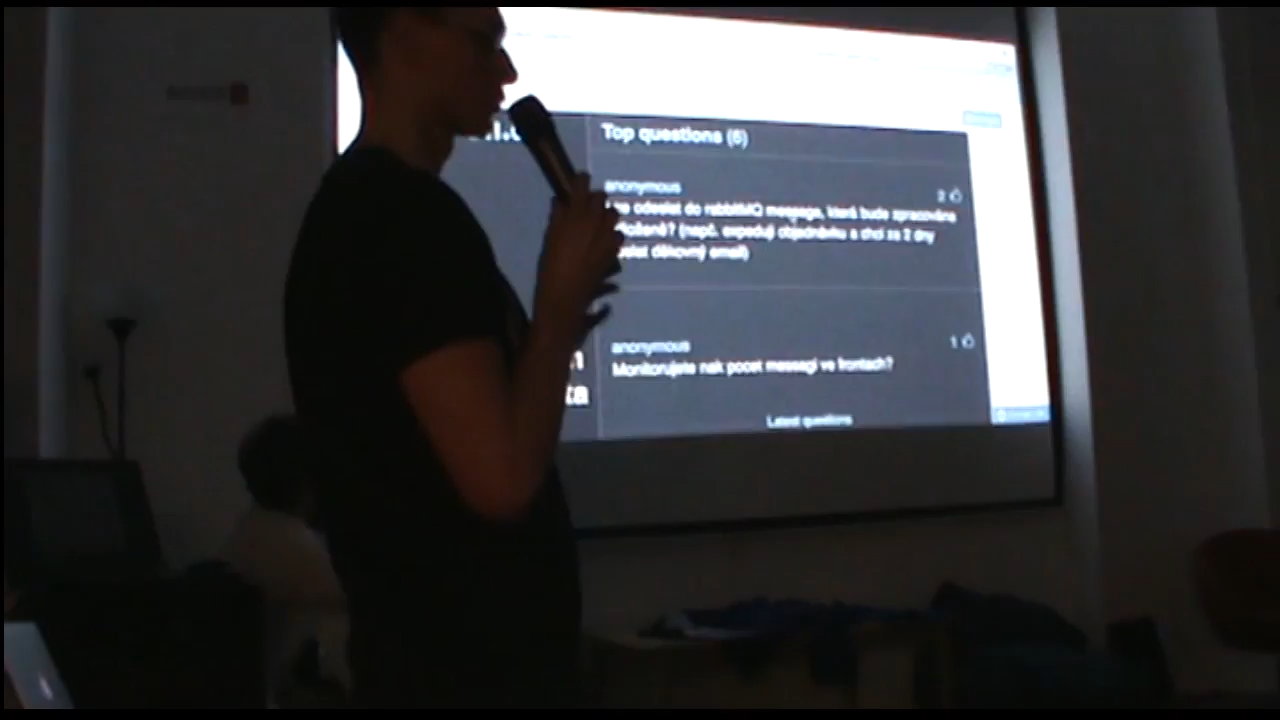 Top questions (6)
anonymous
2
odeslat do rabbitMQ message, která bude zpracována
(např. expeduji objednávku a chci za 2 dny
děkovný email)
anonymous
1
Monitorujete nak pocet messagi ve frontach?
Latest questions